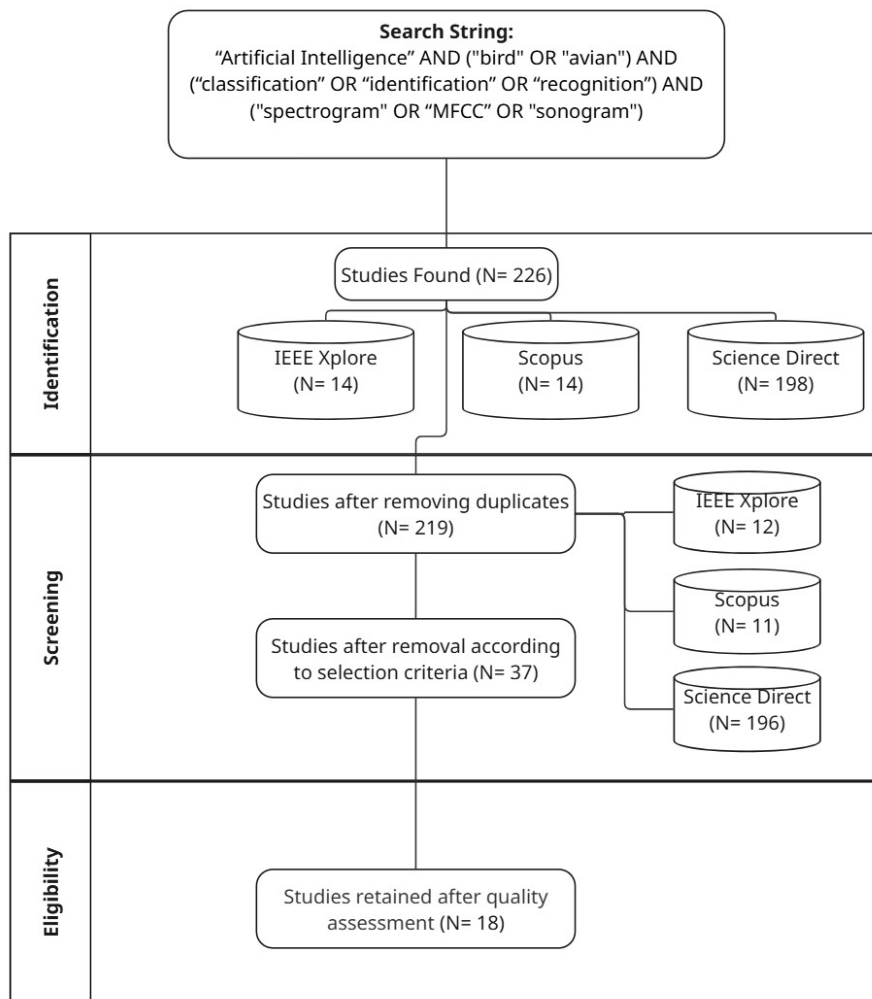 Search String:
“Artificial Intelligence” AND ("bird" OR "avian") AND
(“classification” OR “identification” OR “recognition”) AND
("spectrogram" OR “MFCC” OR "sonogram")
Identification
Studies Found (N= 226)
IEEE Xplore
(N= 14)
Scopus
(N= 14)
Science Direct
(N= 198)
Screening
Studies after removing duplicates
(N= 219)
IEEE Xplore
(N= 12)
Scopus
(N= 11)
Science Direct
(N= 196)
Studies after removal according
to selection criteria (N= 37)
Eligibility
Studies retained after quality
assessment (N= 18)